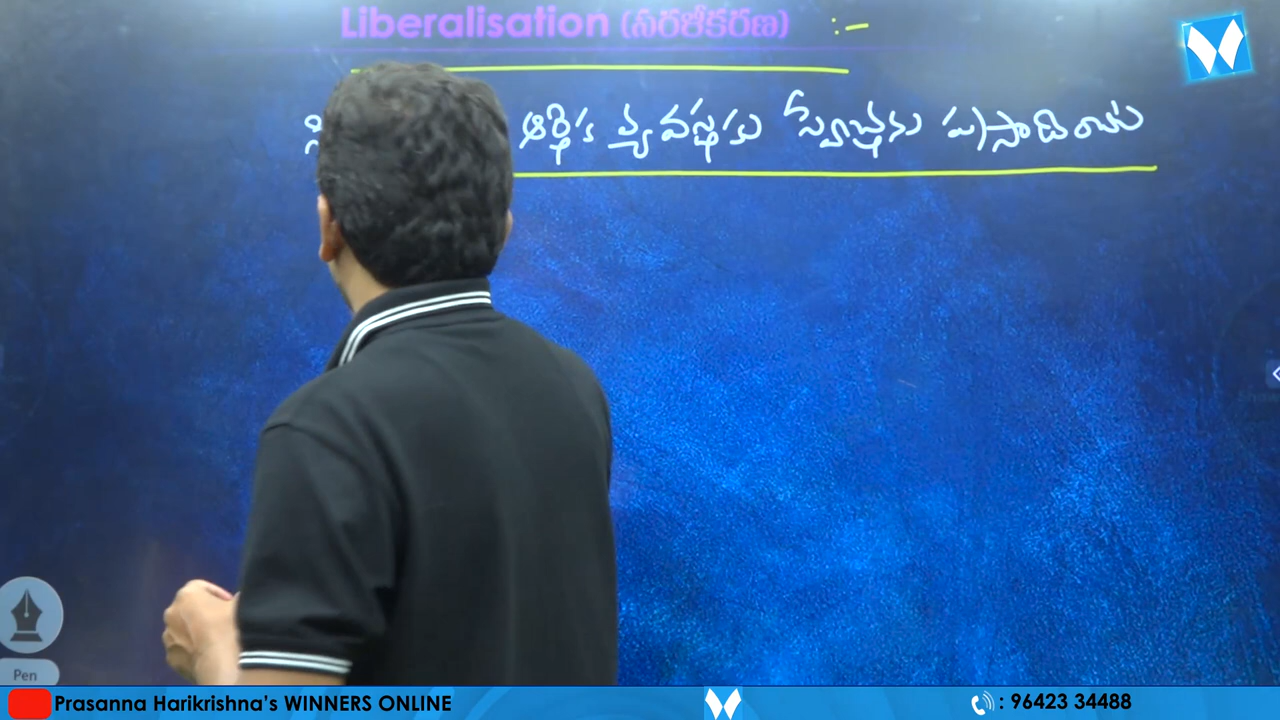 Liberalisation (సరళీకరణ) :-
ఆర్థిక వ్యవస్థకు స్వేచ్ఛను ప్రసాదించుట
Pen
Prasanna Harikrishna's WINNERS ONLINE
: 96423 34488